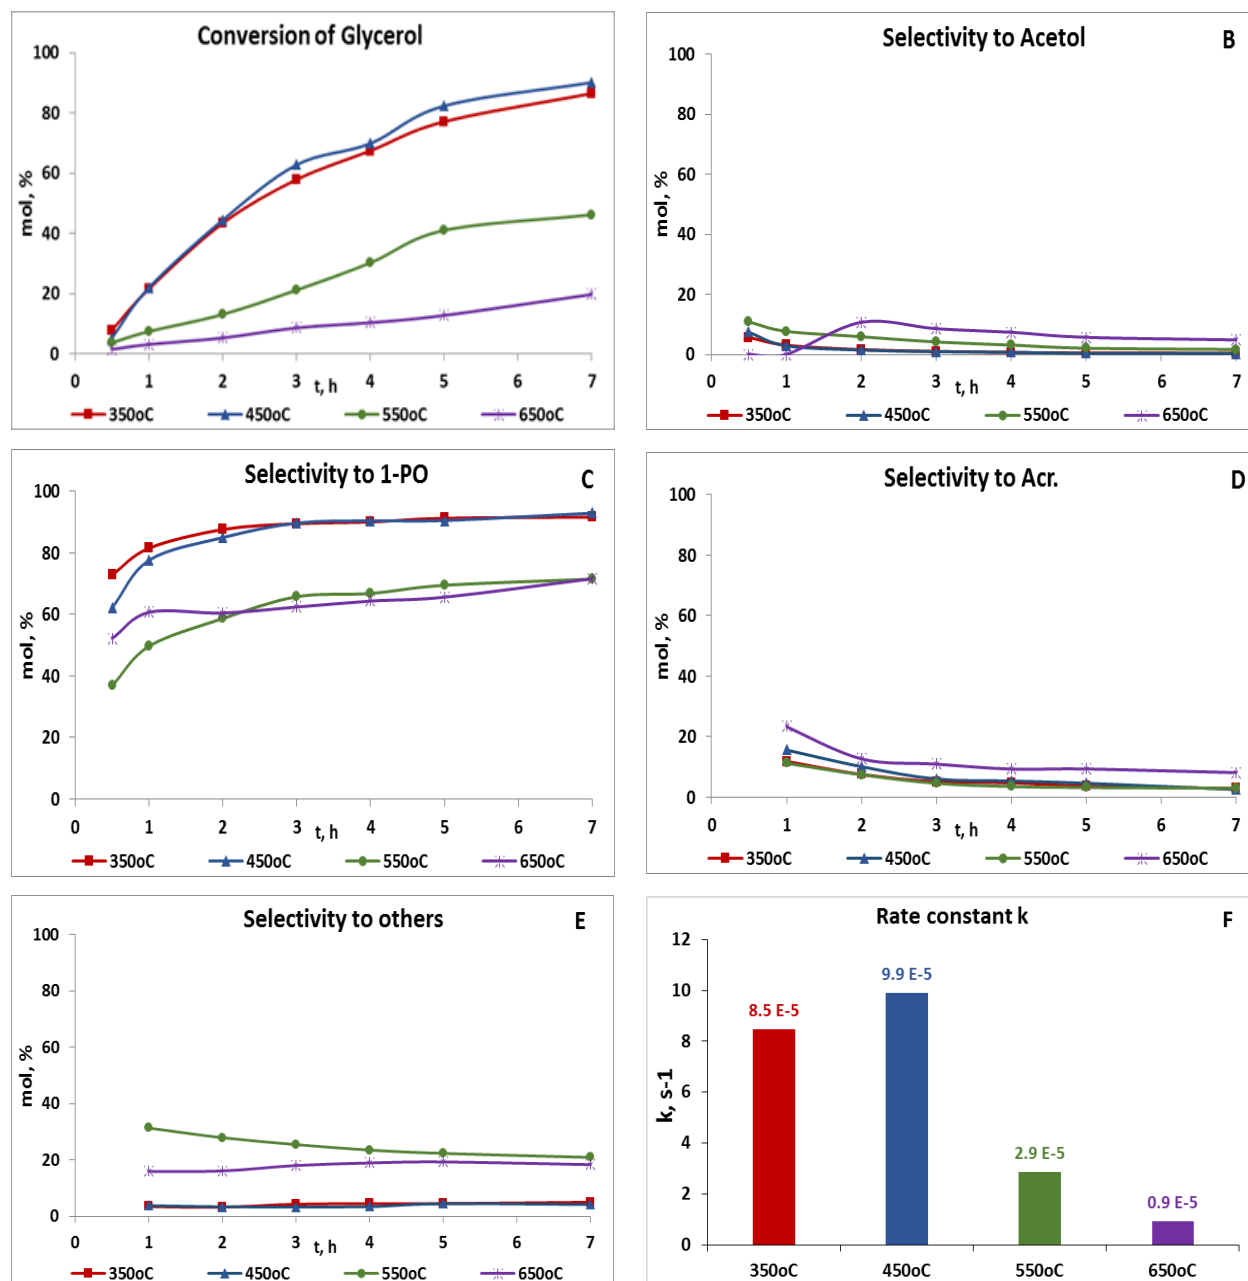 Conversion of Glycerol
100
80
60
40
20
0
mol, %
0 1 2 3 4 5 6 7
t, h
350oC 450oC 550oC 650oC
Selectivity to Acetol B
100
80
60
40
20
0
mol, %
0 1 2 3 4 5 6 7
t, h
350oC 450oC 550oC 650oC
Selectivity to 1-PO C
100
80
60
40
20
0
mol, %
0 1 2 3 4 5 6 7
t, h
350oC 450oC 550oC 650oC
Selectivity to Acr. D
100
80
60
40
20
0
mol, %
0 1 2 3 4 5 6 7
t, h
350oC 450oC 550oC 650oC
Selectivity to others E
100
80
60
40
20
0
mol, %
0 1 2 3 4 5 6 7
t, h
350oC 450oC 550oC 650oC
Rate constant k F
12
10
8
6
4
2
0
k, s-1
8.5 E-5
9.9 E-5
2.9 E-5
0.9 E-5
350oC 450oC 550oC 650oC